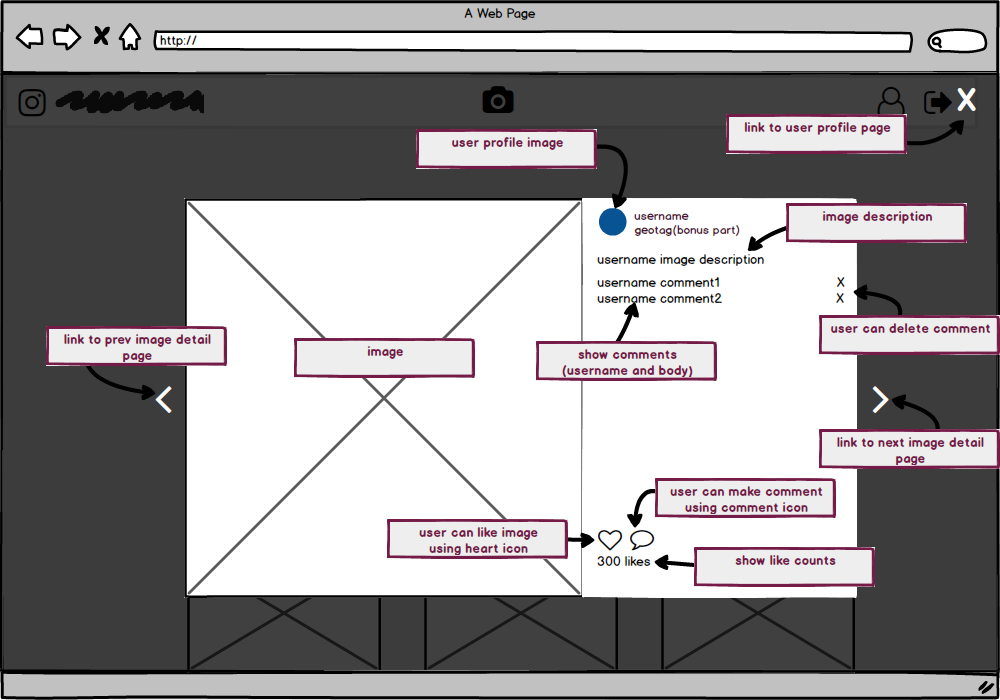 A Web Page
http://
X
link to user profile page
user profile image
username
geotag(bonus part)
image description
username image description
username comment1 X
username comment2 X
user can delete comment
link to prev image detail
page
image
show comments
(username and body)
link to next image detail
page
user can make comment
using comment icon
user can like image
using heart icon
300 likes
show like counts